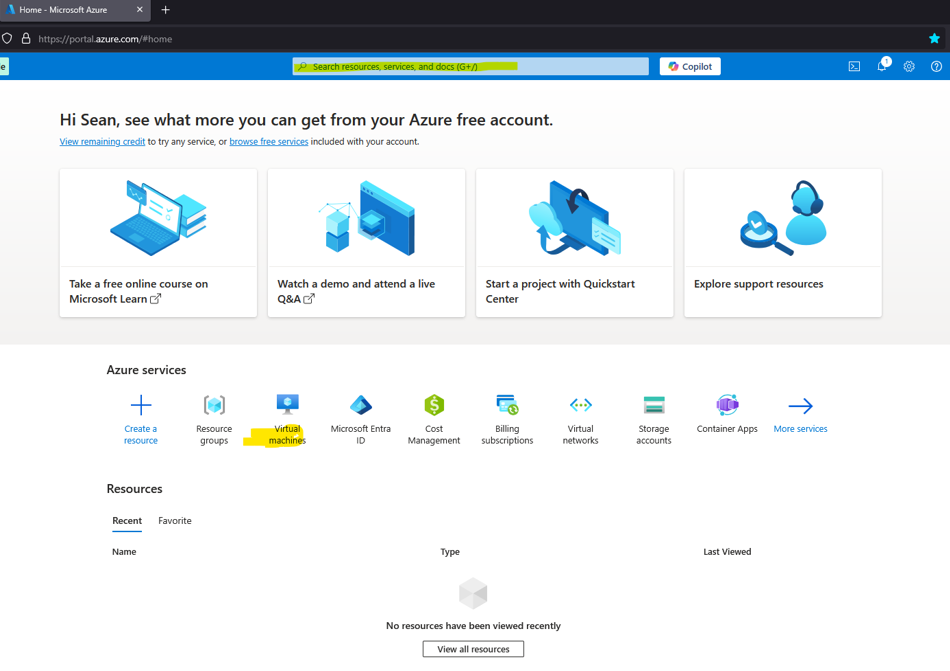 Home - Microsoft Azure
https://portal.azure.com/#home
Search resources, services, and docs (G+/)
Copilot
1
Hi Sean, see what more you can get from your Azure free account.
View remaining credit to try any service, or browse free services included with your account.
Take a free online course on
Microsoft Learn
Watch a demo and attend a live
Q&A
Start a project with Quickstart
Center
Explore support resources
Azure services
Create a
resource
Resource
groups
Virtual
machines
Microsoft Entra
ID
Cost
Management
Billing
subscriptions
Virtual
networks
Storage
accounts
Container Apps
More services
Resources
Recent
Favorite
Name
Type
Last Viewed
No resources have been viewed recently
View all resources